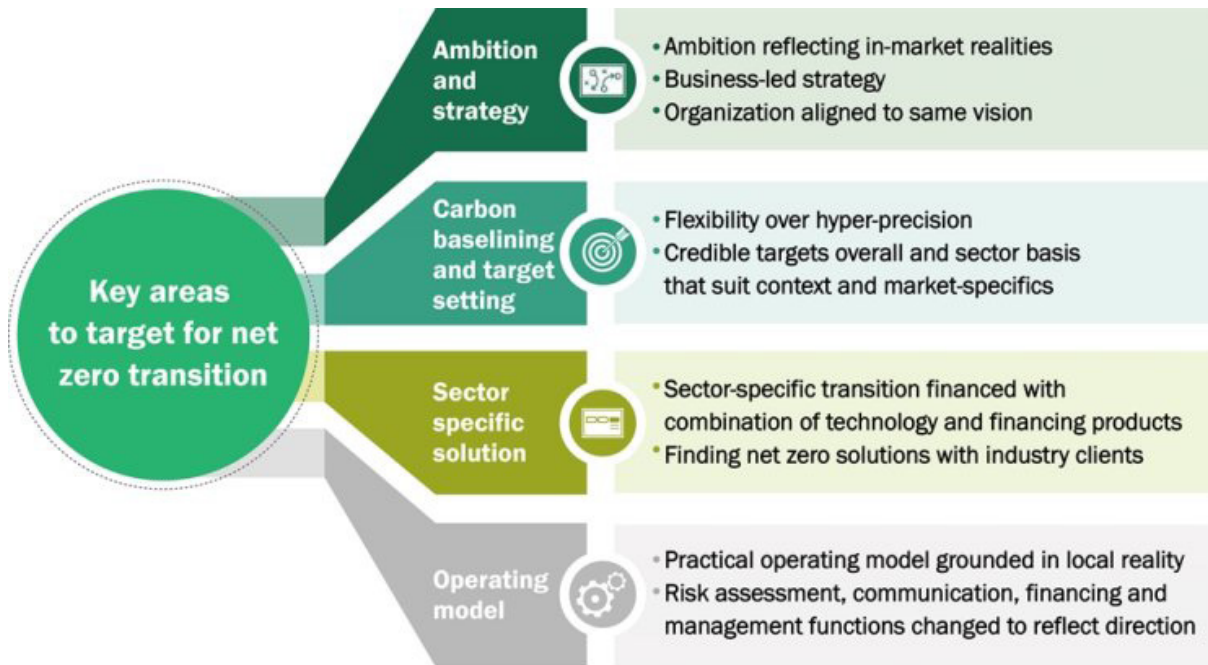 Key areas
to target for net
zero transition
Ambition
and
strategy
• Ambition reflecting in-market realities
• Business-led strategy
• Organization aligned to same vision
Carbon
baselining
and target
setting
• Flexibility over hyper-precision
• Credible targets overall and sector basis
that suit context and market-specifics
Sector
specific
solution
• Sector-specific transition financed with
combination of technology and financing products
• Finding net zero solutions with industry clients
Operating
model
• Practical operating model grounded in local reality
• Risk assessment, communication, financing and
management functions changed to reflect direction